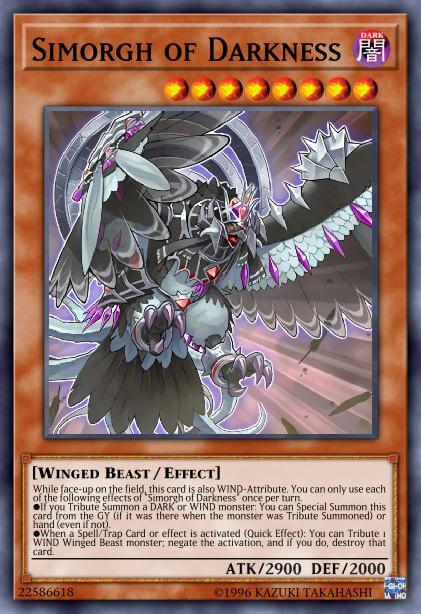 SIMORGH OF DARKNESS
DARK
闇
[WINGED BEAST / EFFECT]
While face-up on the field, this card is also WIND-Attribute. You can only use each
of the following effects of "Simorgh of Darkness" once per turn.
●If you Tribute Summon a DARK or WIND monster: You can Special Summon
this card from the GY (if it was there when the monster was Tribute Summoned) or
hand (even if not).
●When a Spell/Trap Card or effect is activated (Quick Effect): You can Tribute 1
WIND Winged Beast monster; negate the activation, and if you do, destroy that
card.
ATK/2900 DEF/2000
22586618
©1996 KAZUKI TAKAHASHI